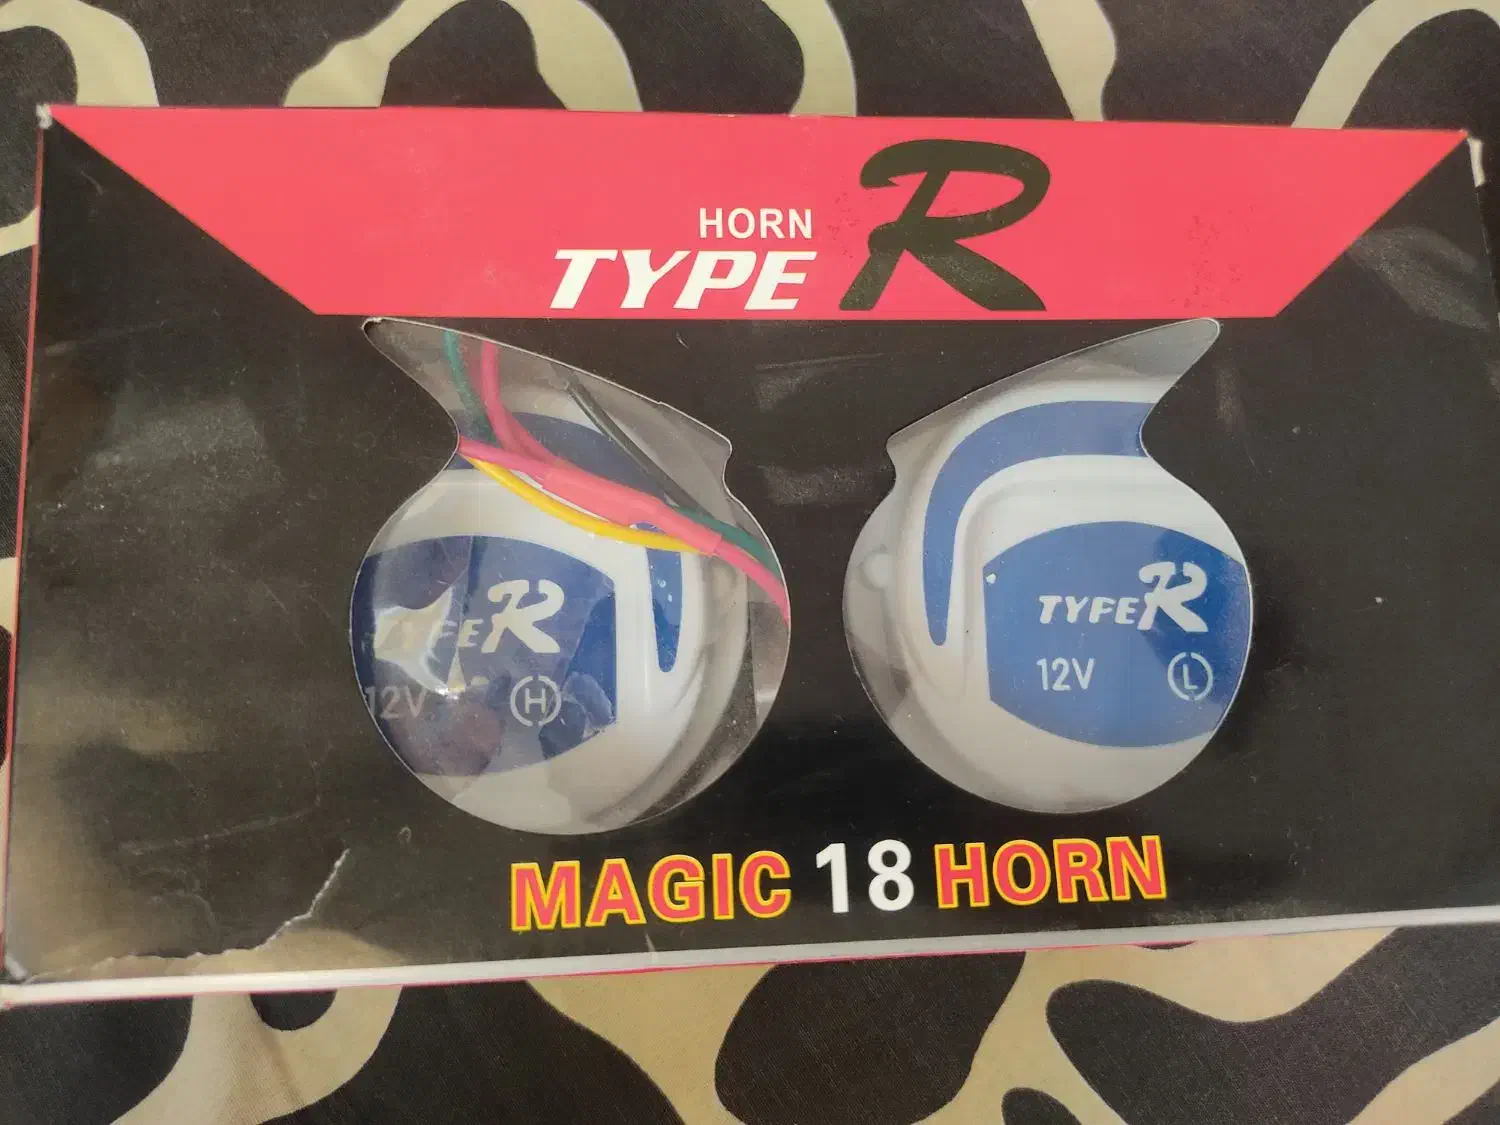 HORN
TYPE R
TYPE R
12V
H
TYPE R
12V
L
MAGIC 18 HORN